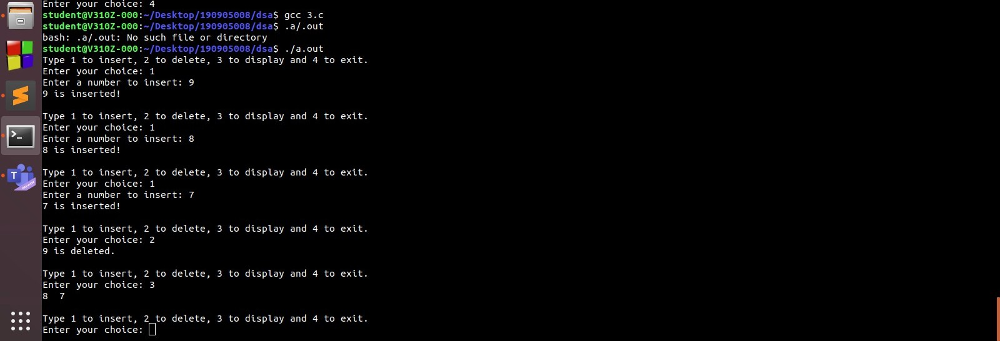 Enter your choice: 4
student@V310Z-000:~/Desktop/190905008/dsa$ gcc 3.c
student@V310Z-000:~/Desktop/190905008/dsa$ .a/.out
bash: .a/.out: No such file or directory
student@V310Z-000:~/Desktop/190905008/dsa$ ./a.out
Type 1 to insert, 2 to delete, 3 to display and 4 to exit.
Enter your choice: 1
Enter a number to insert: 9
9 is inserted!
Type 1 to insert, 2 to delete, 3 to display and 4 to exit.
Enter your choice: 1
Enter a number to insert: 8
8 is inserted!
Type 1 to insert, 2 to delete, 3 to display and 4 to exit.
Enter your choice: 1
Enter a number to insert: 7
7 is inserted!
Type 1 to insert, 2 to delete, 3 to display and 4 to exit.
Enter your choice: 2
9 is deleted.
Type 1 to insert, 2 to delete, 3 to display and 4 to exit.
Enter your choice: 3
8  7
Type 1 to insert, 2 to delete, 3 to display and 4 to exit.
Enter your choice:
T